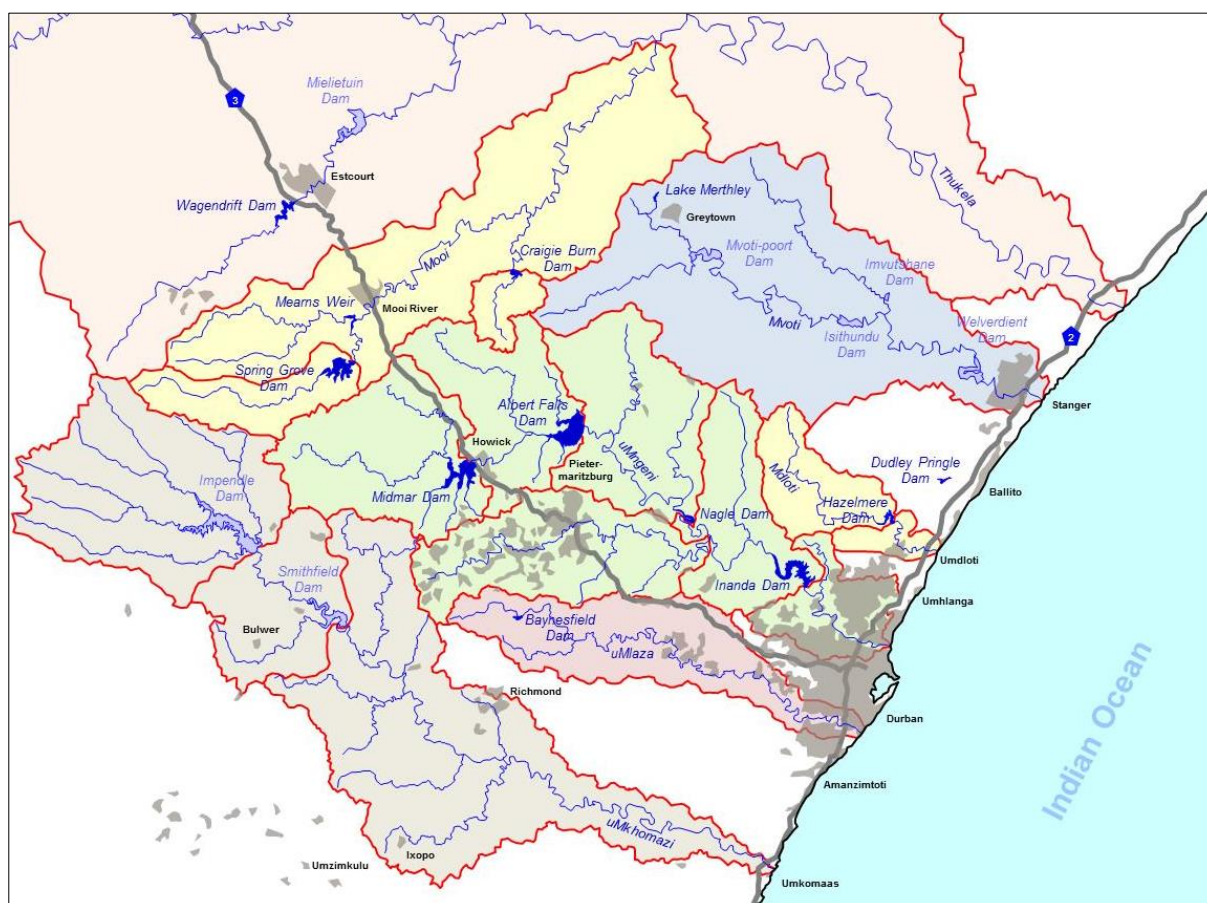 Mielietuin
Dam
3
Estcourt
Wagendrift Dam
Lake Merthley
Greytown
Thukela
Mooi
Craigie Burn
Dam
Mvoti-poort
Dam
Imvutshane
Dam
Mearns Weir
Mooi River
Mvoti
Isithundu
Dam
Welverdient
Dam
2
Spring Grove
Dam
Stanger
Albert Falls
Dam
Howick
uMngeni
Pieter-
maritzburg
Mdloti
Dudley Pringle
Dam
Ballito
Impendle
Dam
Midmar Dam
Nagle Dam
Hazelmere
Dam
Umdloti
Smithfield
Dam
Inanda Dam
Umhlanga
Bulwer
Baynesfield
Dam
uMlaza
Richmond
Durban
Indian Ocean
Amanzimtoti
uMkhomazi
Ixopo
Umzimkulu
Umkomaas